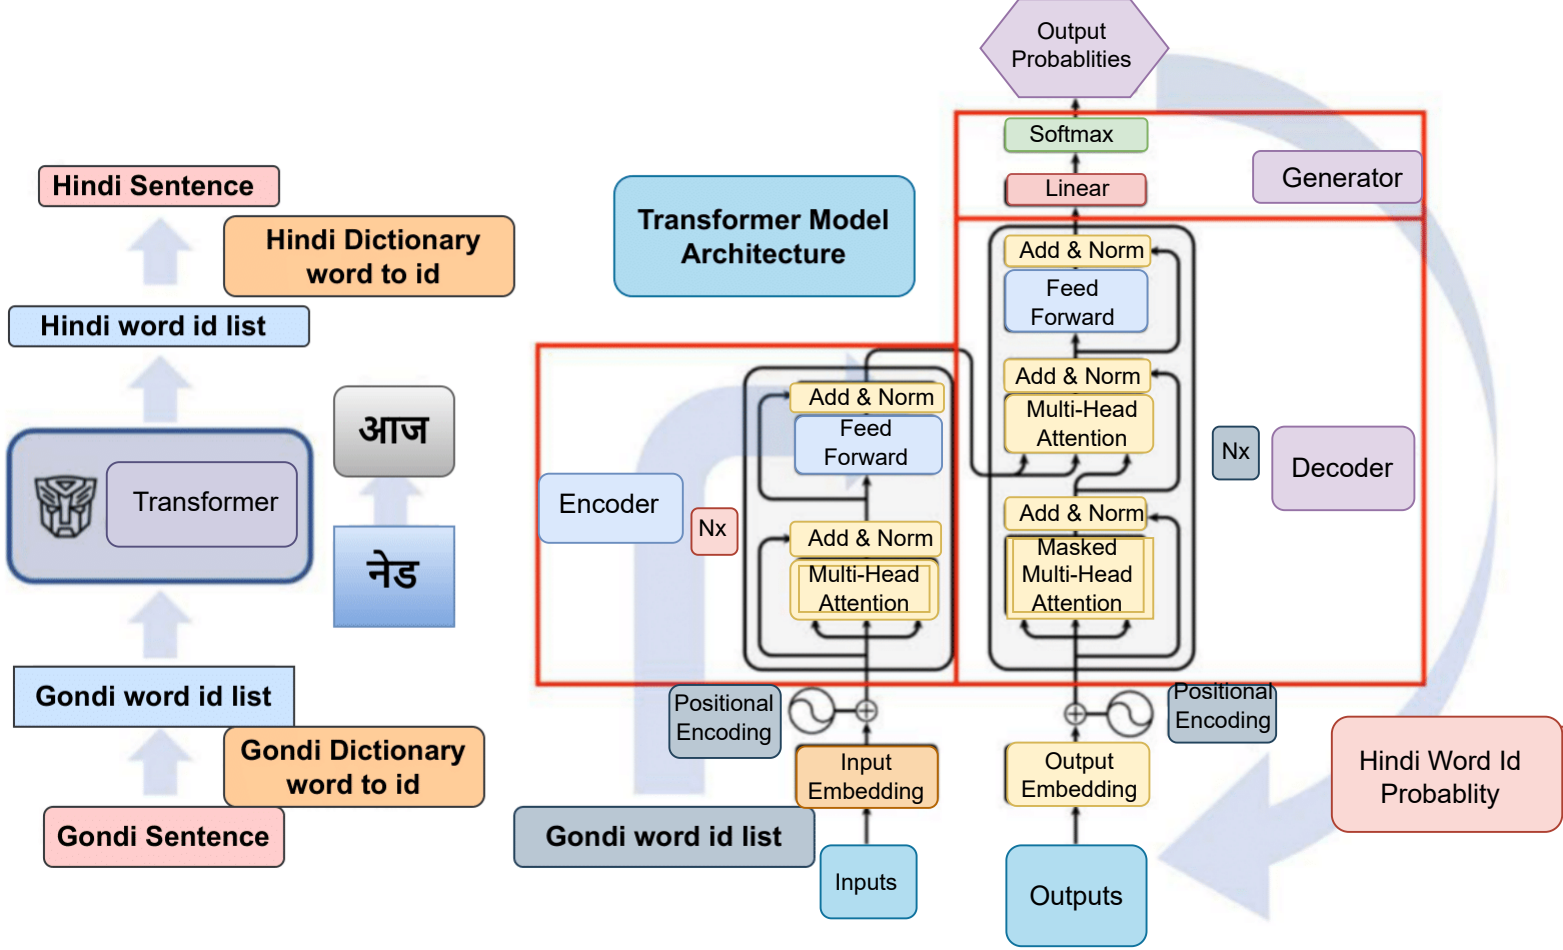 Hindi Sentence
Hindi Dictionary
word to id
Hindi word id list
Transformer
आज
नेड
Gondi word id list
Gondi Dictionary
word to id
Gondi Sentence
Transformer Model
Architecture
Output
Probablities
Softmax
Linear
Generator
Add & Norm
Feed
Forward
Add & Norm
Multi-Head
Attention
Nx
Decoder
Add & Norm
Masked
Multi-Head
Attention
Add & Norm
Feed
Forward
Encoder
Nx
Add & Norm
Multi-Head
Attention
Positional
Encoding
Positional
Encoding
Input
Embedding
Output
Embedding
Hindi Word Id
Probablity
Gondi word id list
Inputs
Outputs